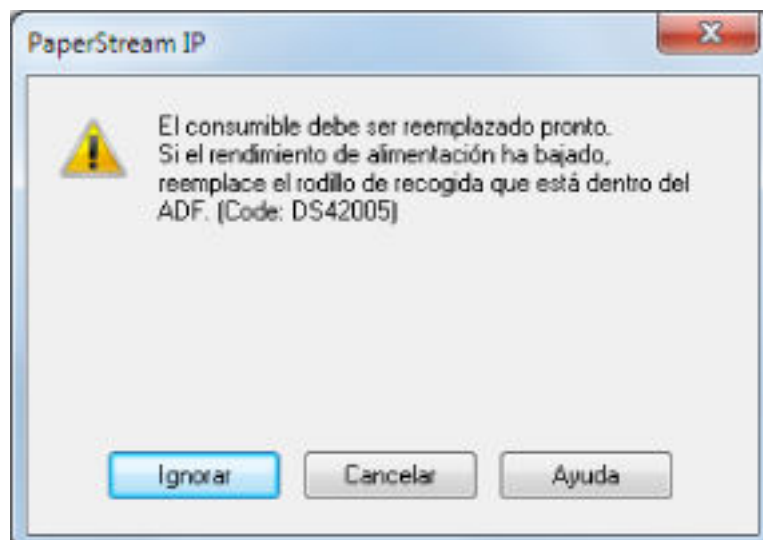 PaperStream IP
El consumible debe ser reemplazado pronto.
Si el rendimiento de alimentación ha bajado,
reemplace el rodillo de recogida que está dentro del
ADF. (Code: DS42005)
Ignorar Cancelar Ayuda